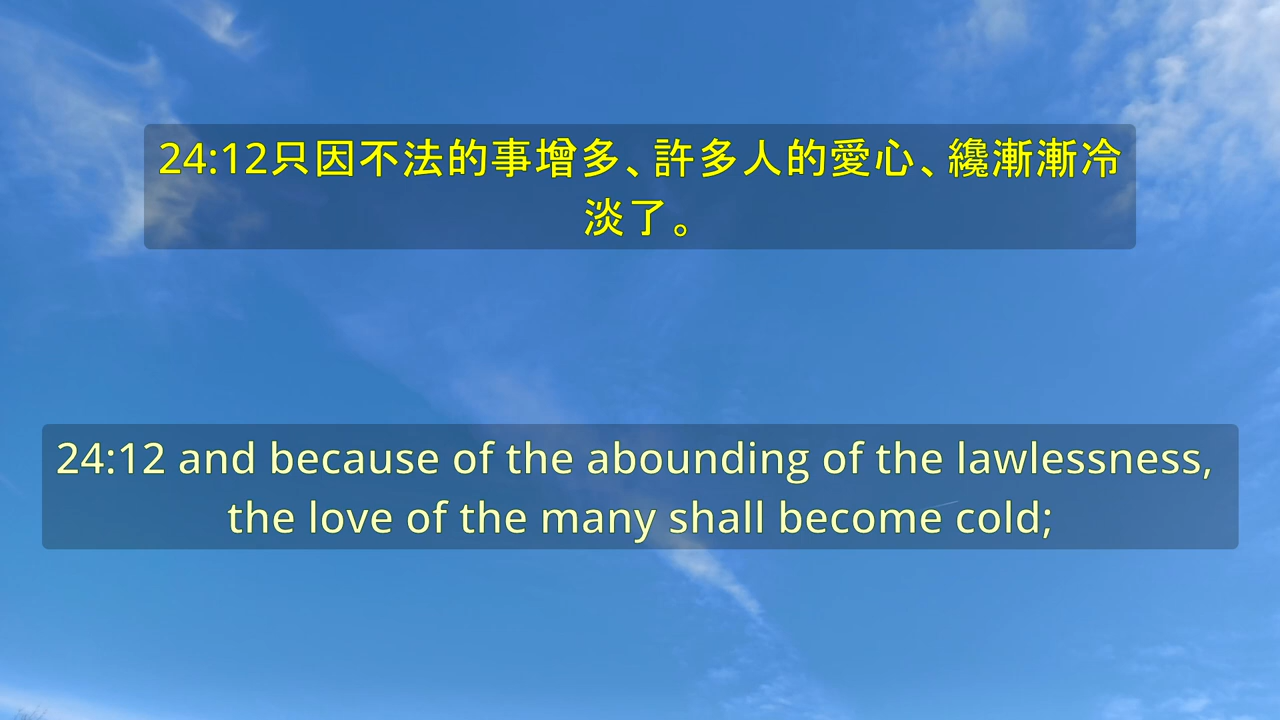 24:12只因不法的事增多、許多人的愛心、纔漸漸冷
淡了。
24:12 and because of the abounding of the lawlessness,
the love of the many shall become cold;